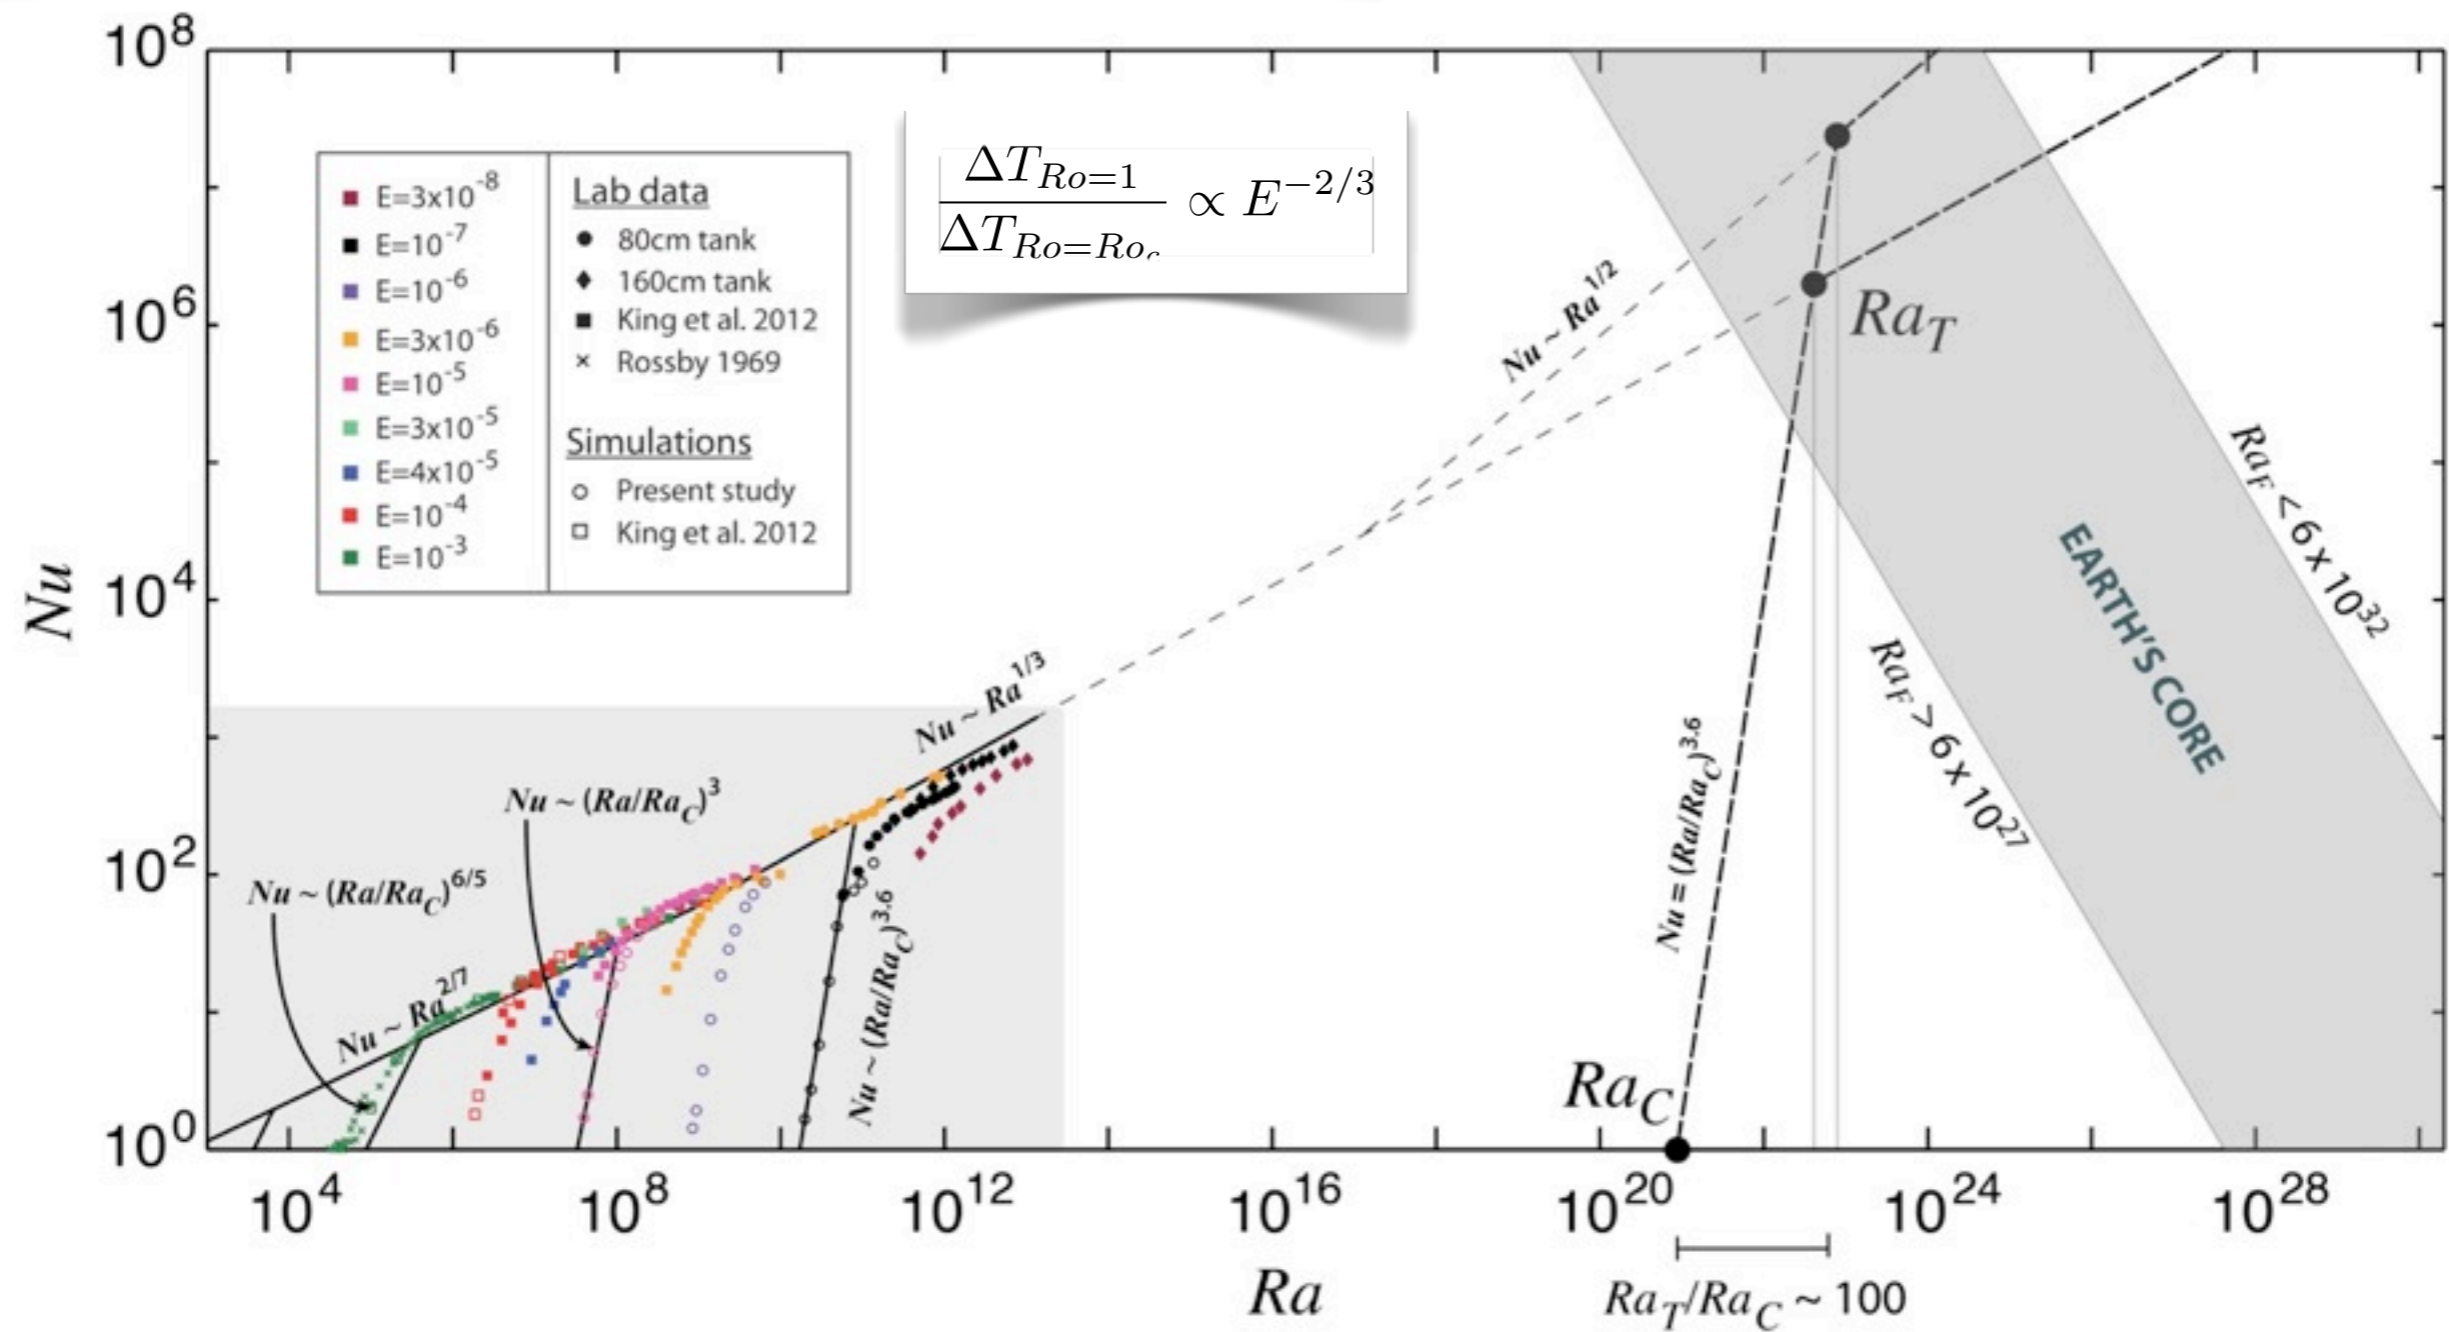 10^8
10^6
10^4
10^2
10^0
Nu
E=3x10^-8
E=10^-7
E=10^-6
E=3x10^-6
E=10^-5
E=3x10^-5
E=4x10^-5
E=10^-4
E=10^-3
Lab data
80cm tank
160cm tank
King et al. 2012
Rossby 1969
Simulations
Present study
King et al. 2012
ΔT_{Ro=1}
ΔT_{Ro=Ro_c}
∝ E^{-2/3}
Nu ~ Ra^{1/2}
Ra_T
Ra_F < 6 x 10^32
EARTH'S CORE
Ra_F > 6 x 10^27
Nu ~ Ra^{1/3}
Nu = (Ra/Ra_C)^{3.6}
Nu ~ (Ra/Ra_C)^3
Nu ~ (Ra/Ra_C)^{6/5}
Nu ~ (Ra/Ra_C)^{3.6}
Nu ~ Ra^{2/7}
Ra_C
10^4
10^8
10^12
10^16
10^20
10^24
10^28
Ra
Ra_T/Ra_C ~ 100